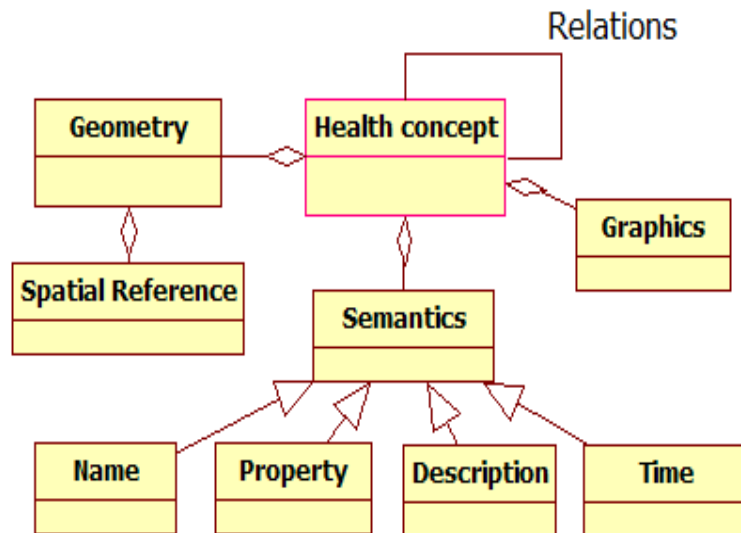 Relations
Geometry
Health concept
Graphics
Spatial Reference
Semantics
Name
Property
Description
Time